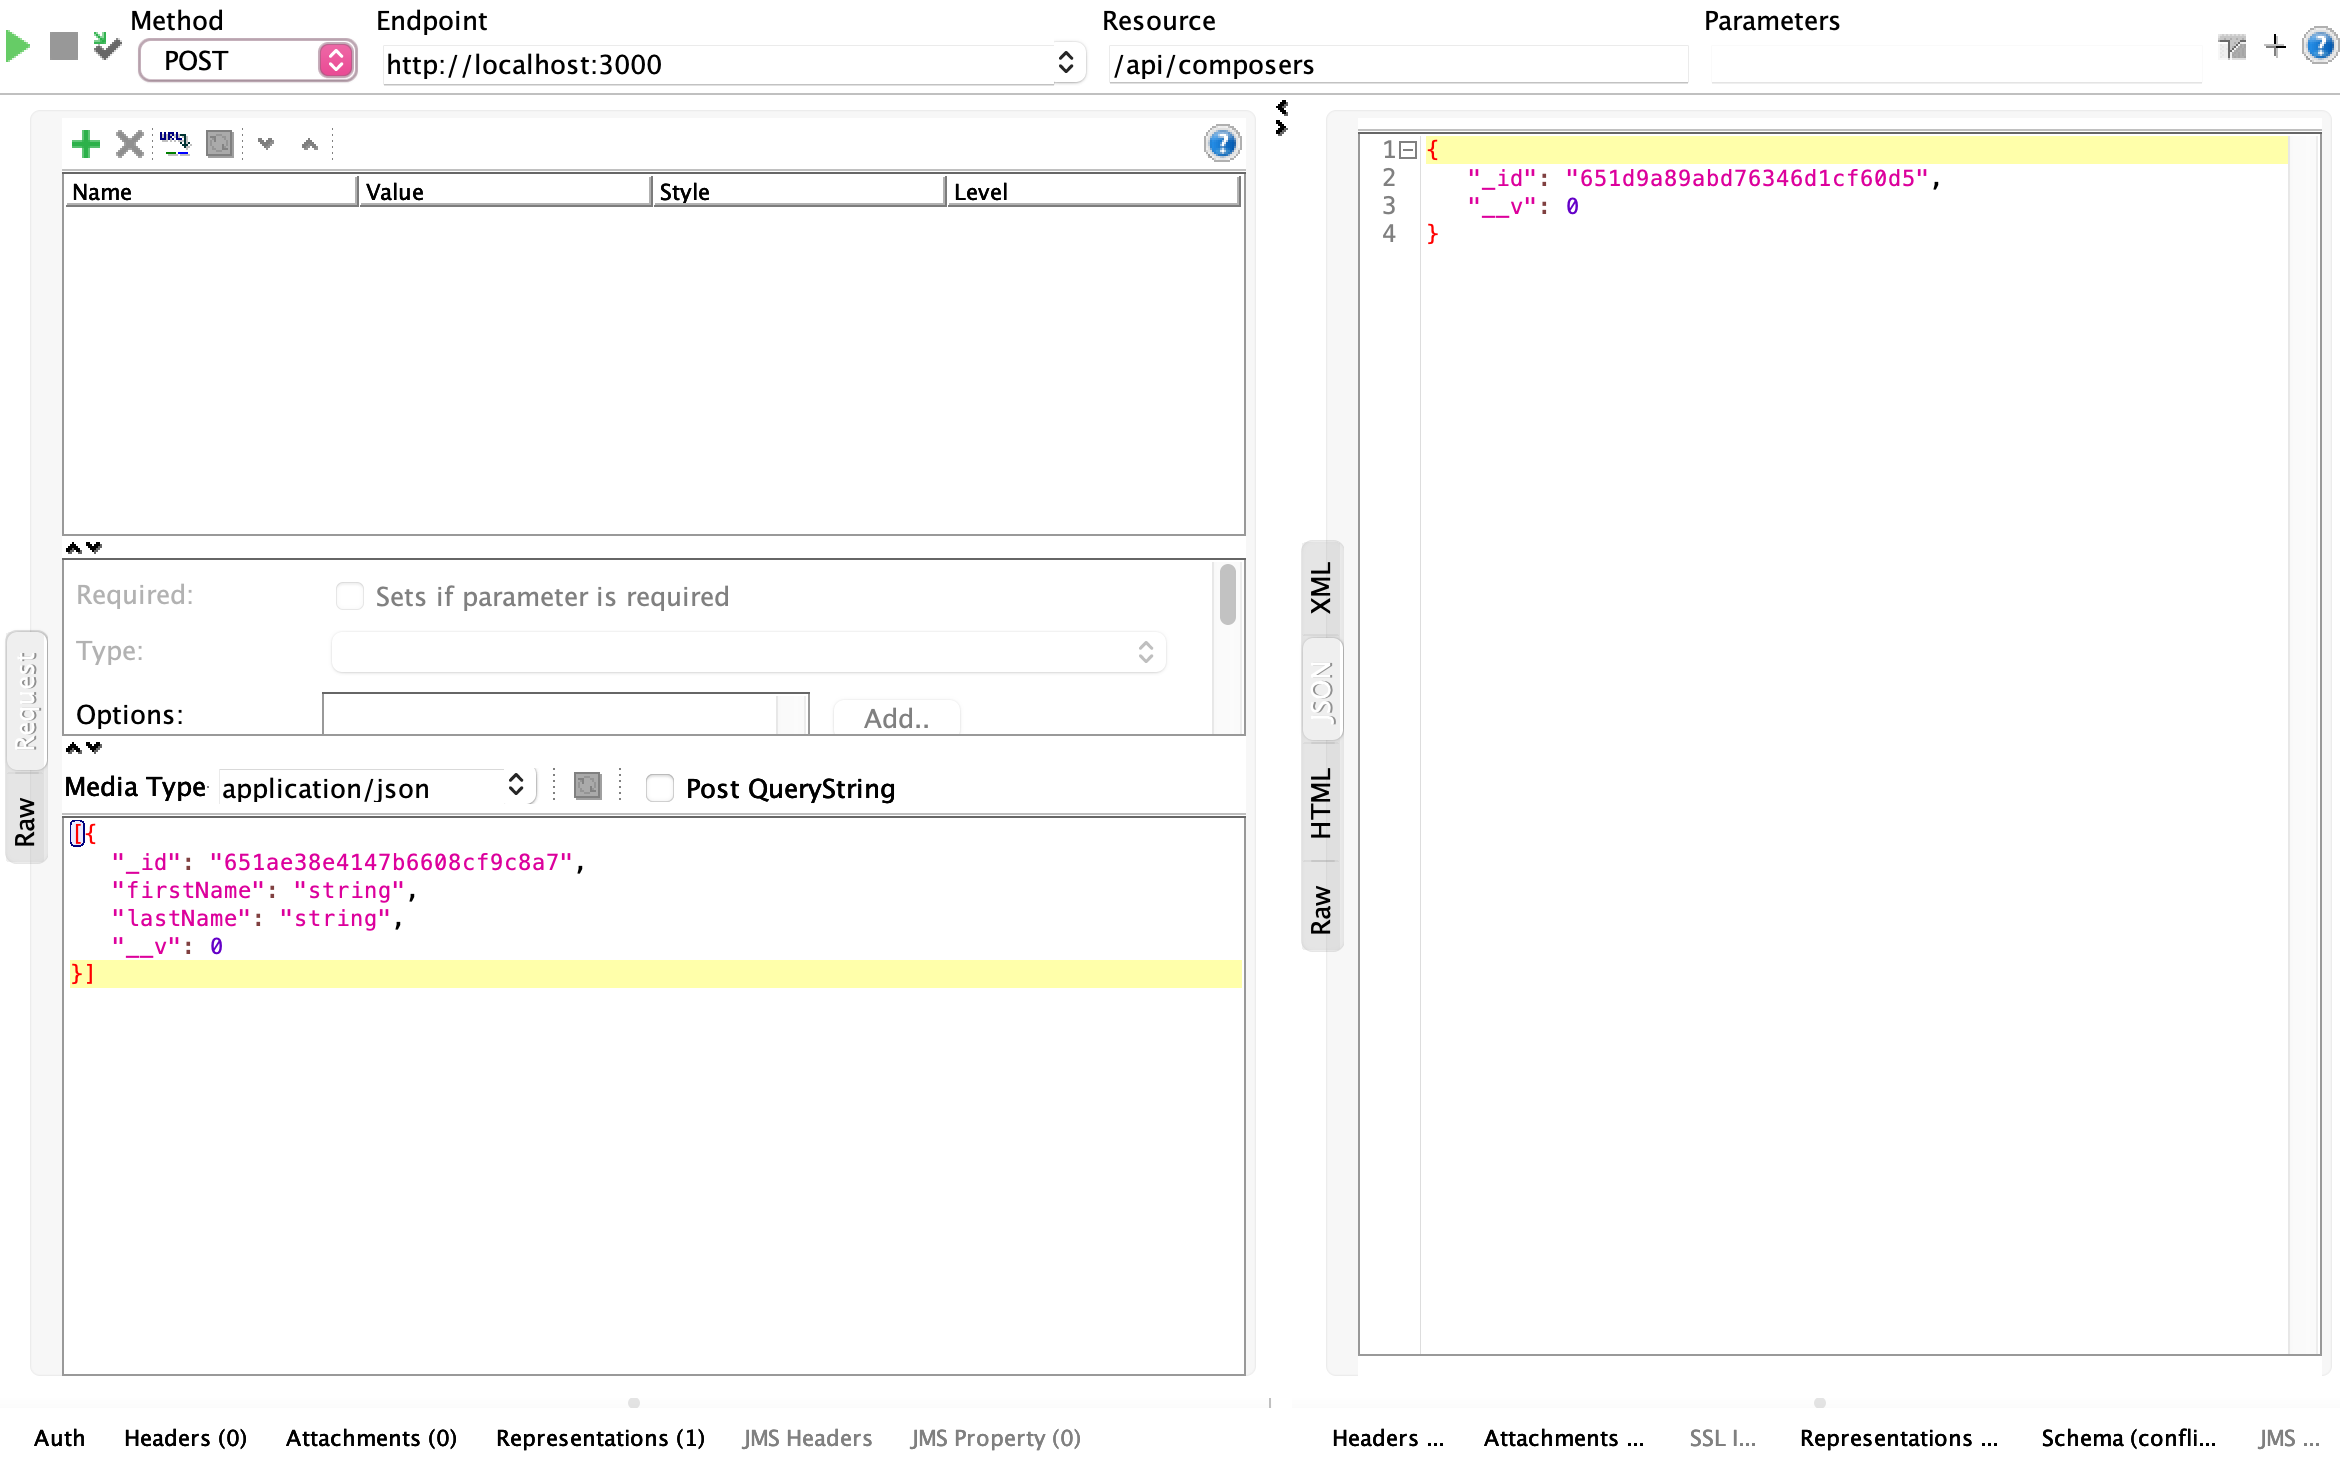 Method
Endpoint
Resource
Parameters
POST
http://localhost:3000
/api/composers
URL
Name
Value
Style
Level
Required:
Sets if parameter is required
Type:
Options:
Add..
Request
Raw
Media Type
application/json
Post QueryString
[{
"_id": "651ae38e4147b6608cf9c8a7",
"firstName": "string",
"lastName": "string",
"__v": 0
}]
XML
JSON
HTML
Raw
1 {
2 "_id": "651d9a89abd76346d1cf60d5",
3 "__v": 0
4 }
Auth
Headers (0)
Attachments (0)
Representations (1)
JMS Headers
JMS Property (0)
Headers ...
Attachments ...
SSL I...
Representations ...
Schema (confli...
JMS ...